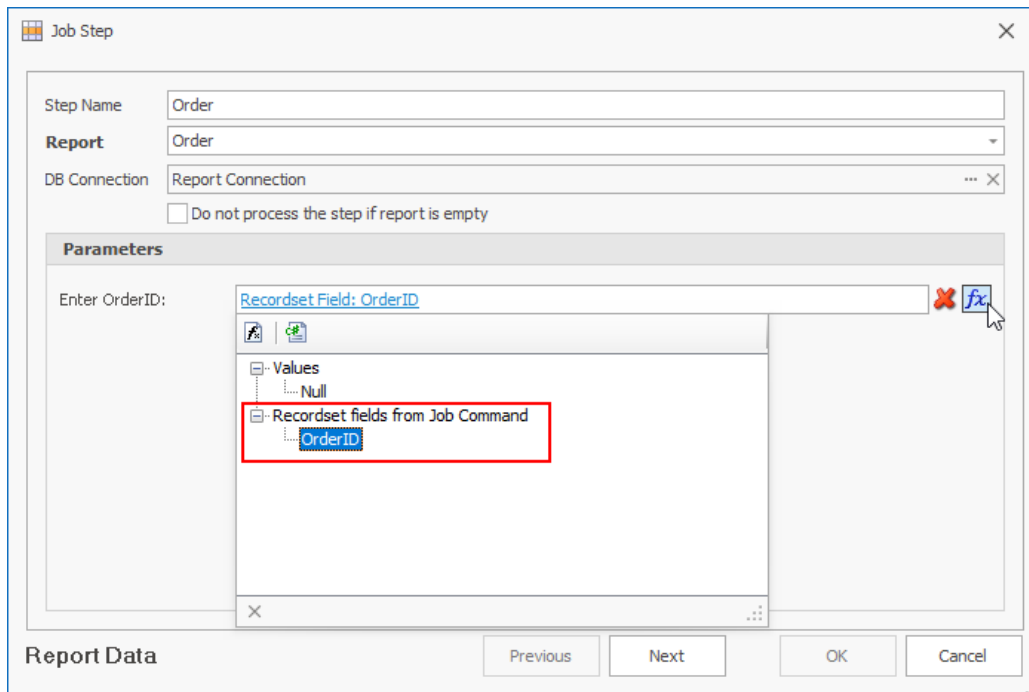 Job Step
Step Name Order
Report Order
DB Connection Report Connection
Do not process the step if report is empty
Parameters
Enter OrderID: Recordset Field: OrderID
fx
fx c#
Values
Null
Recordset fields from Job Command
OrderID
Report Data Previous Next OK Cancel